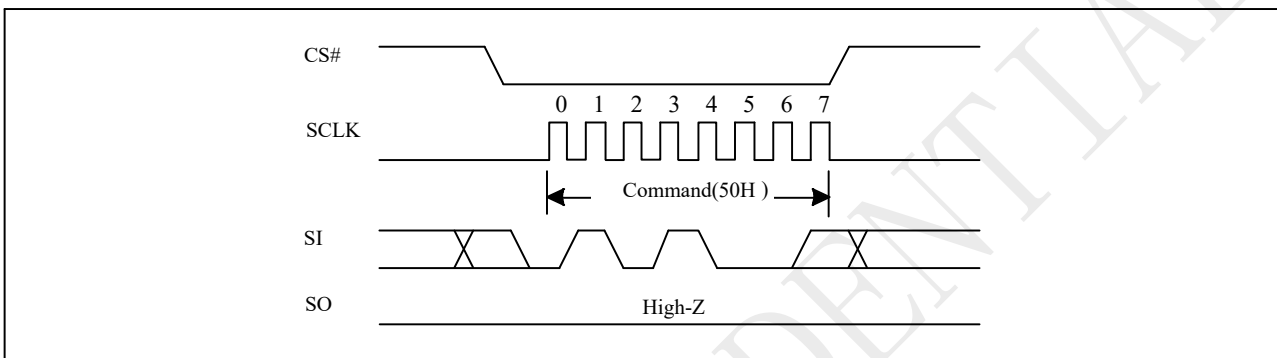 CS#
0 1 2 3 4 5 6 7
SCLK
Command(50H )
SI
SO
High-Z